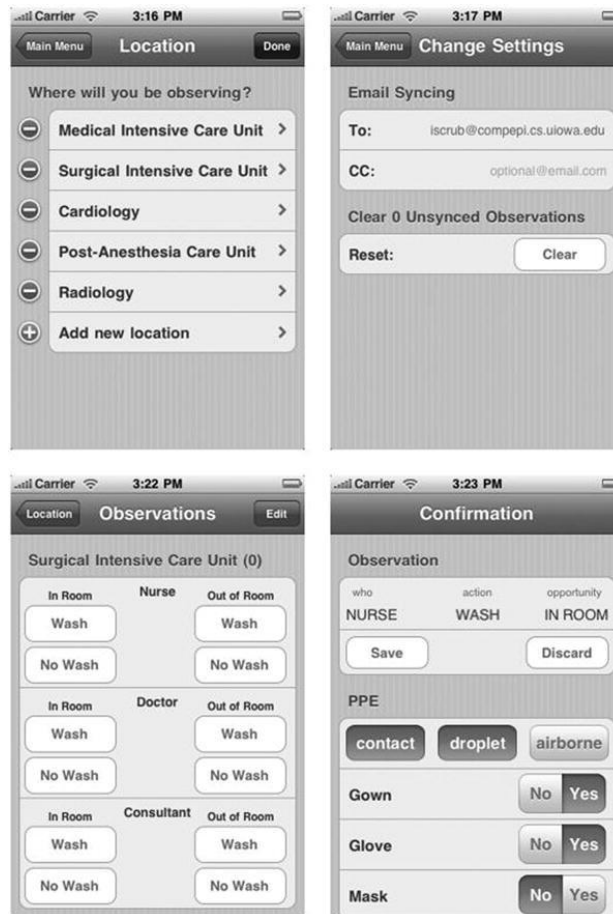 Carrier 3:16 PM
Main Menu Location Done
Where will you be observing?
Medical Intensive Care Unit
Surgical Intensive Care Unit
Cardiology
Post-Anesthesia Care Unit
Radiology
Add new location
Carrier 3:17 PM
Main Menu Change Settings
Email Syncing
To: iscrub@compepi.cs.uiowa.edu
CC: optional@email.com
Clear 0 Unsynced Observations
Reset: Clear
Carrier 3:22 PM
Location Observations Edit
Surgical Intensive Care Unit (0)
In Room Nurse Out of Room
Wash Wash
No Wash No Wash
In Room Doctor Out of Room
Wash Wash
No Wash No Wash
In Room Consultant Out of Room
Wash Wash
No Wash No Wash
Carrier 3:23 PM
Confirmation
Observation
who action opportunity
NURSE WASH IN ROOM
Save Discard
PPE
contact droplet airborne
Gown No Yes
Glove No Yes
Mask No Yes